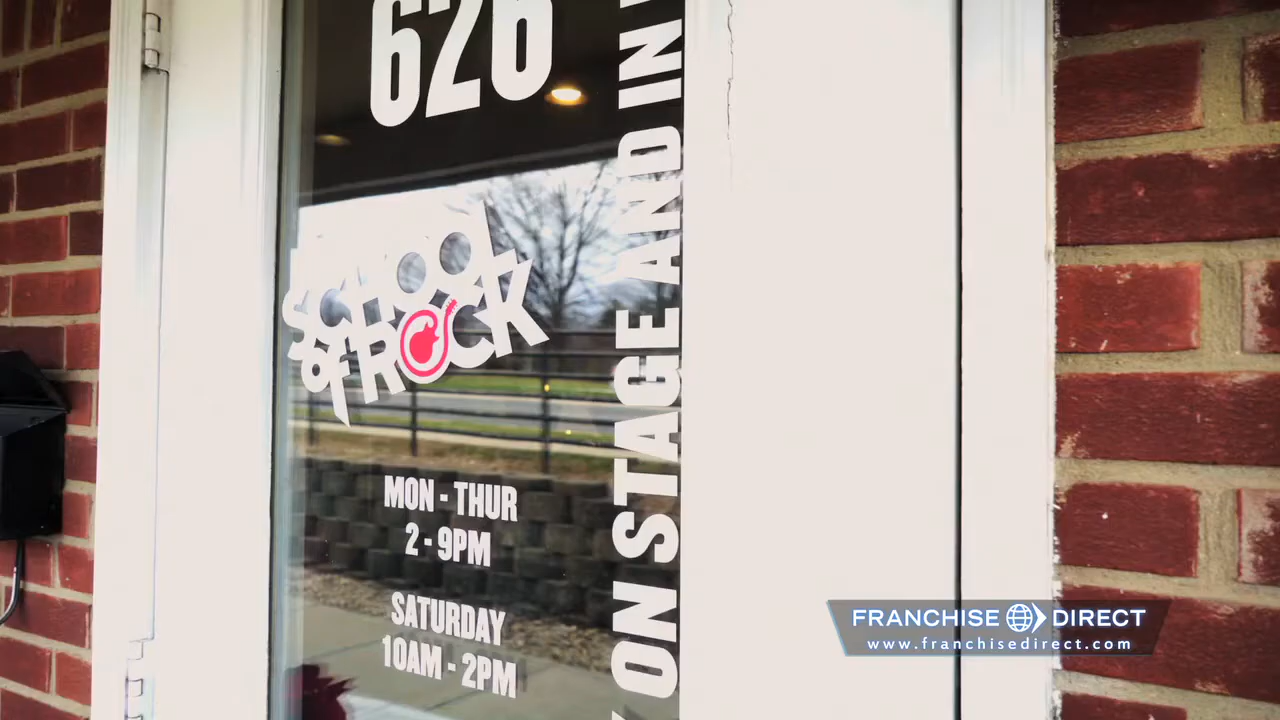 626
SCHOOL
OF ROCK
MON - THUR
2 - 9PM
SATURDAY
10AM - 2PM
ON STAGE AND IN
FRANCHISE DIRECT
www.franchisedirect.com